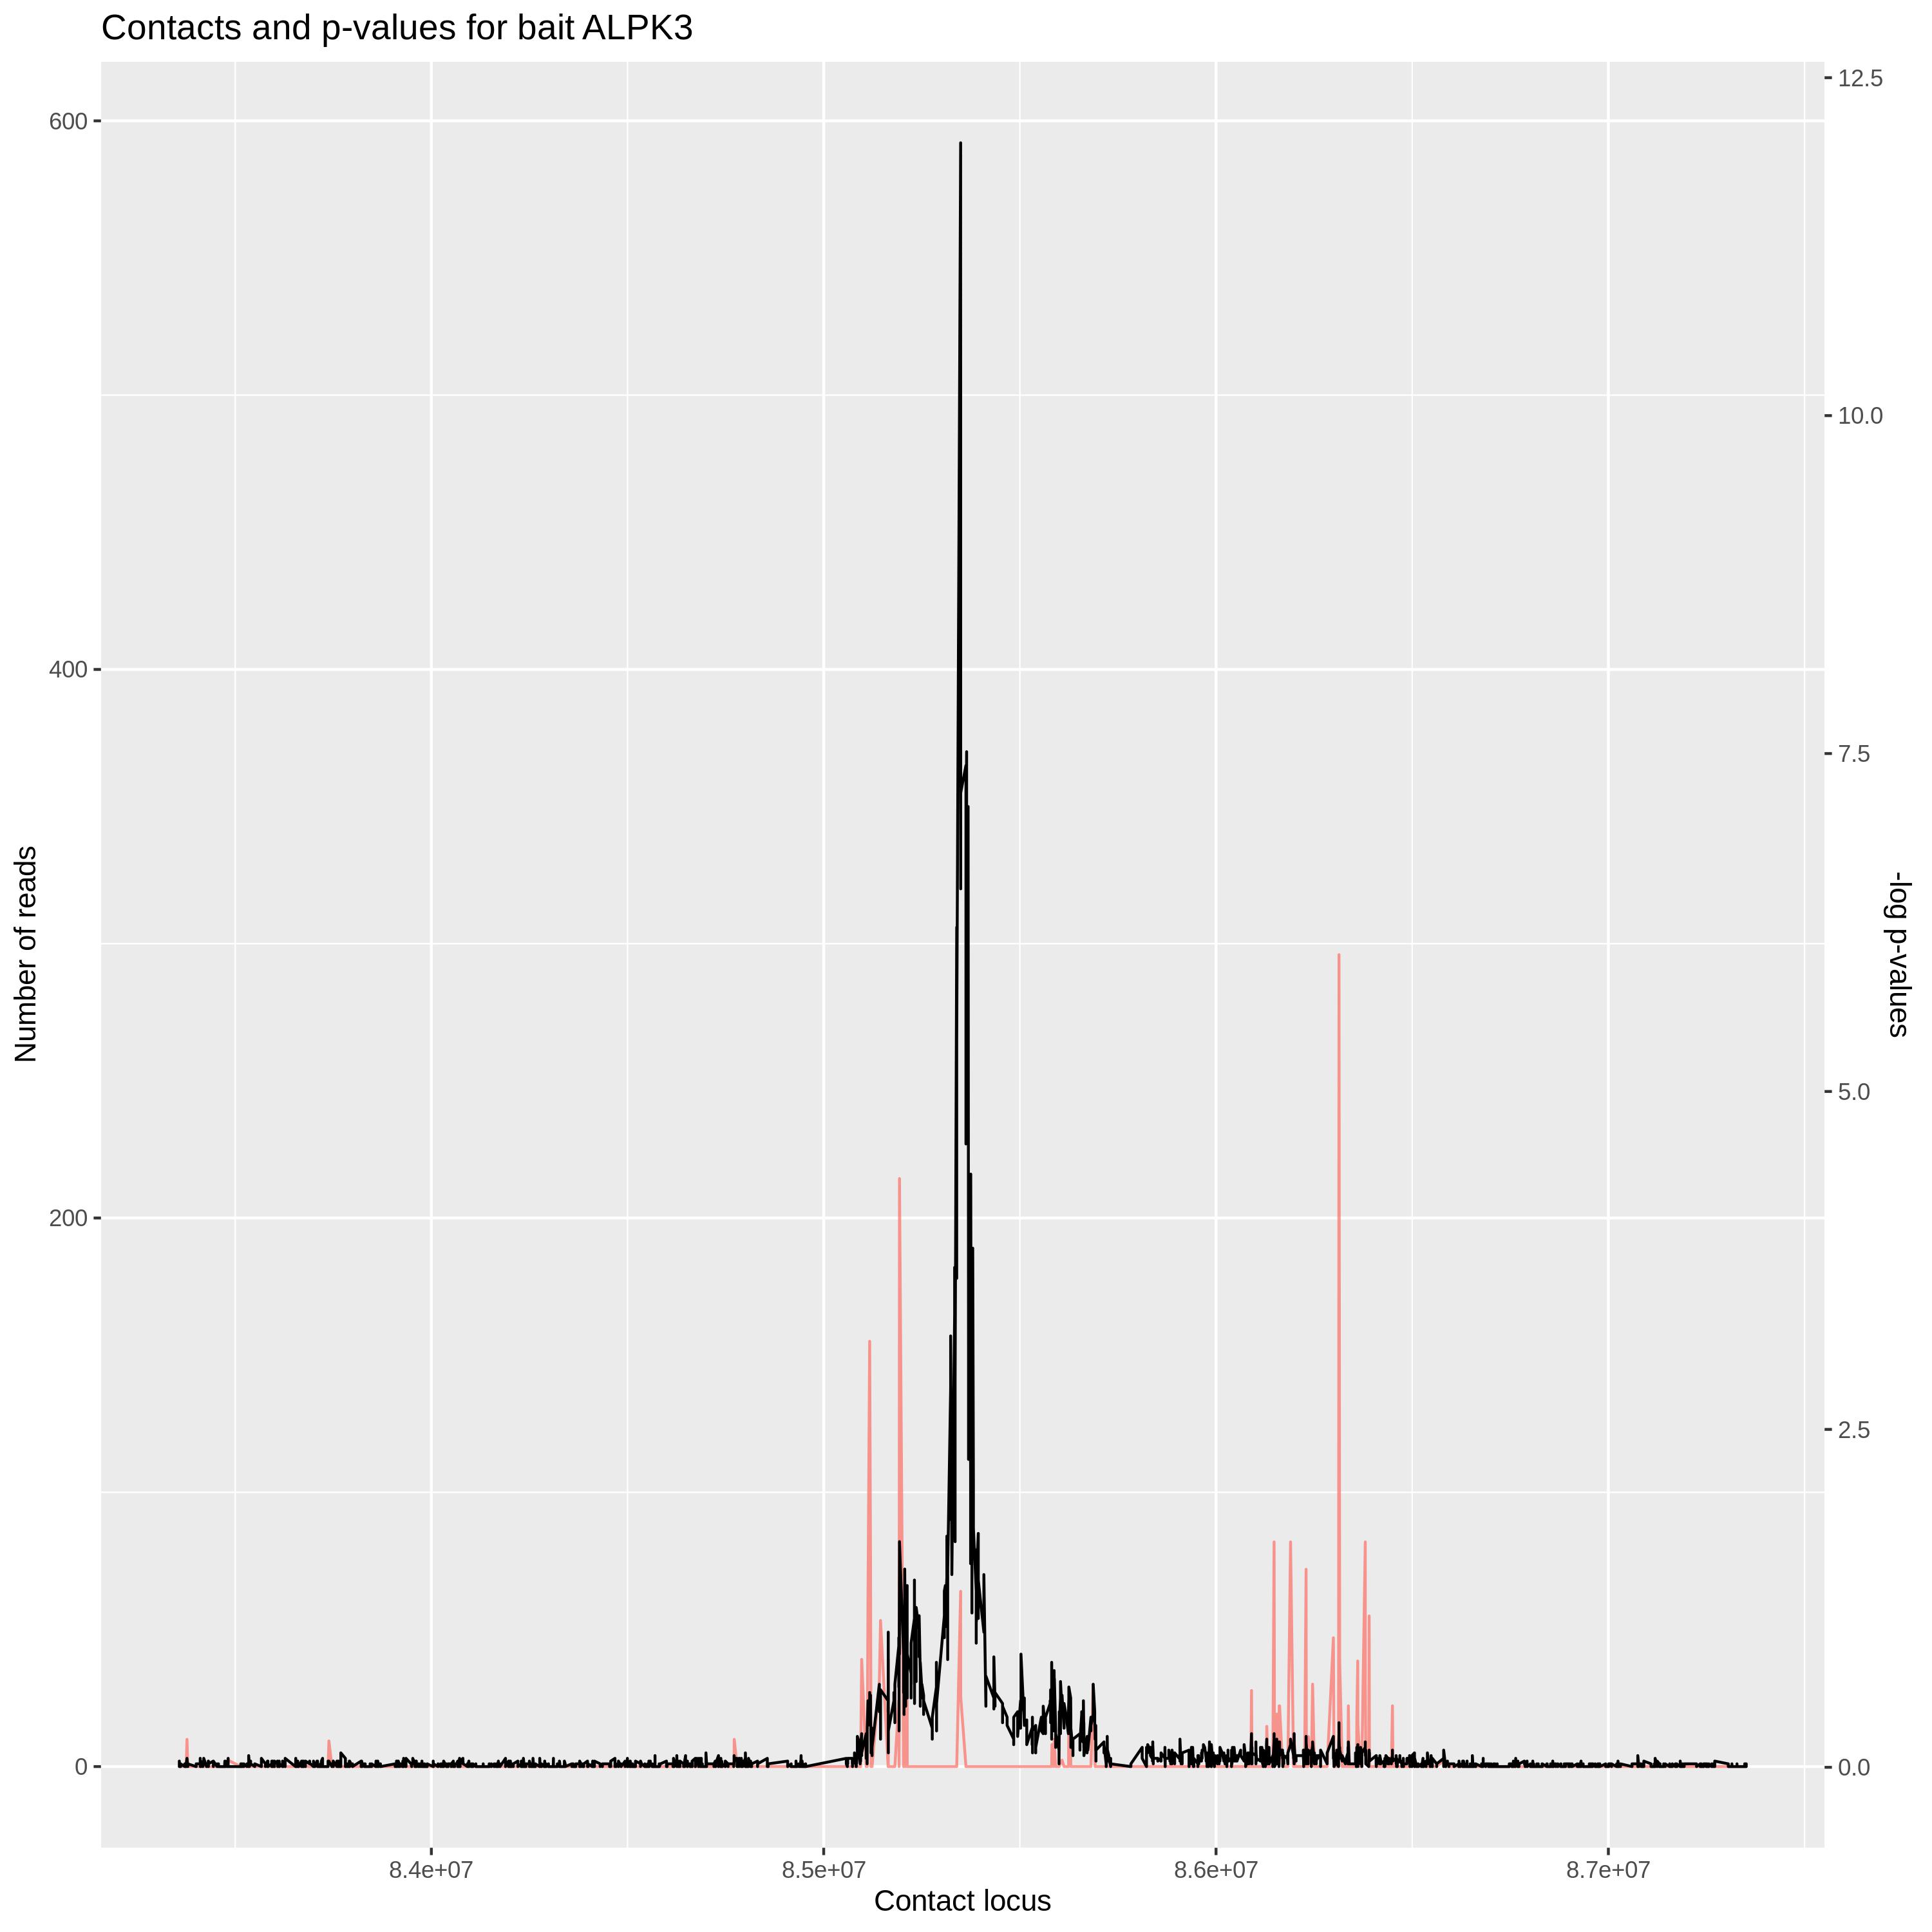 Contacts and p-values for bait ALPK3
600
400
200
0
Number of reads
12.5
10.0
7.5
5.0
2.5
0.0
-log p-values
8.4e+07
8.5e+07
8.6e+07
8.7e+07
Contact locus